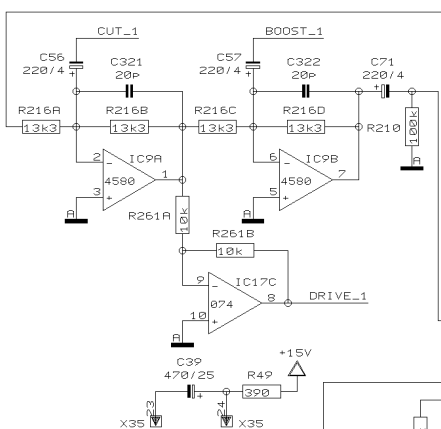 CUT_1 BOOST_1
C56 C321 C57 C322 C71
220/4 20p 220/4 20p 220/4
+ + +
R216A R216B R216C R216D
13k3 13k3 13k3 13k3
R210 100k
2 - IC9A 6 - IC9B
4580 1 4580 7
3 + 5 +
A A A
R261A 10k
R261B
10k
9 - IC17C
074 8 DRIVE_1
10 +
A
+15V
C39 R49
470/25 390
+
23 24
X35 X35